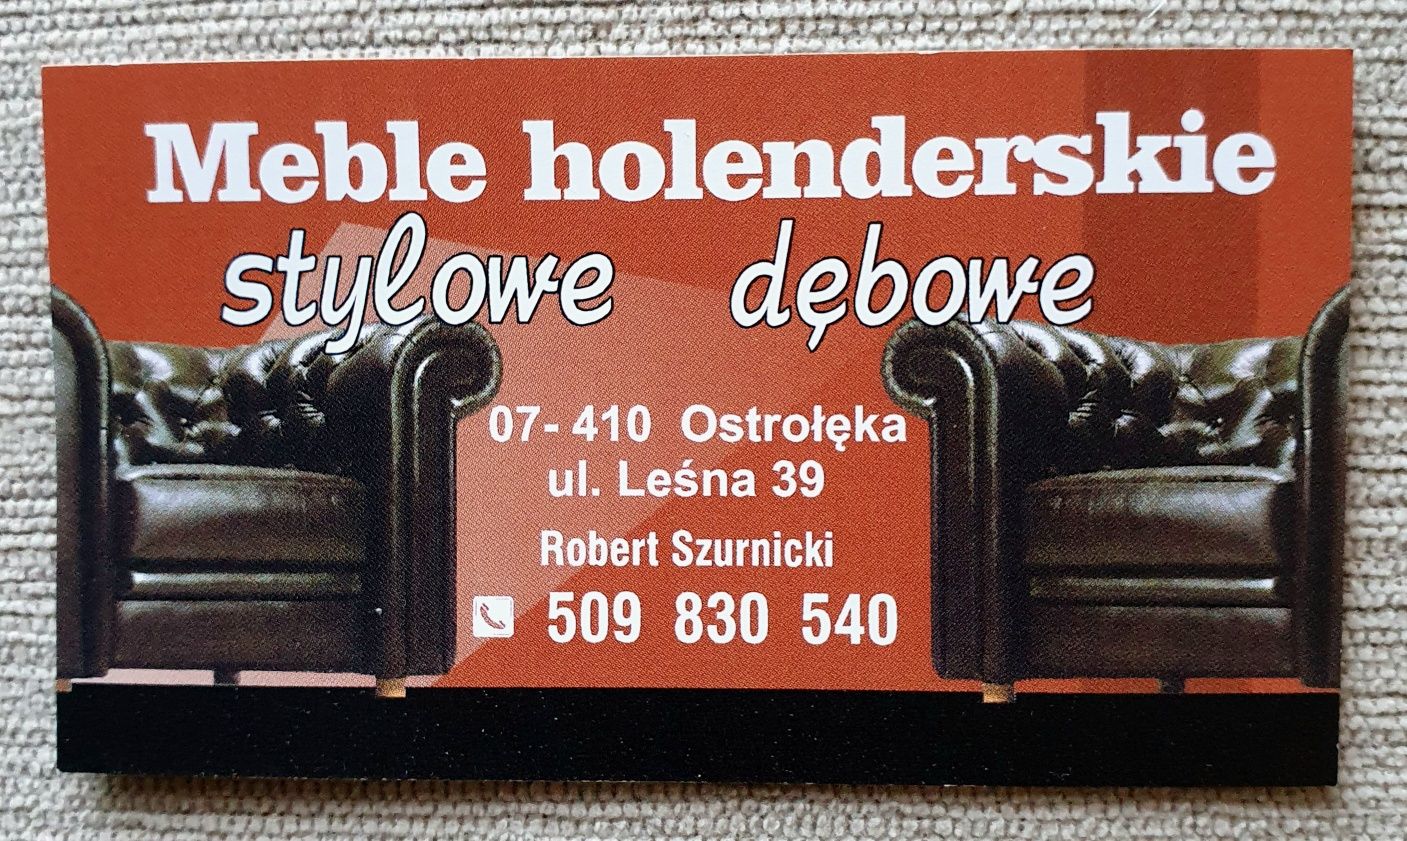 Meble holenderskie
stylowe dębowe
07- 410 Ostrołęka
ul. Leśna 39
Robert Szurnicki
509 830 540